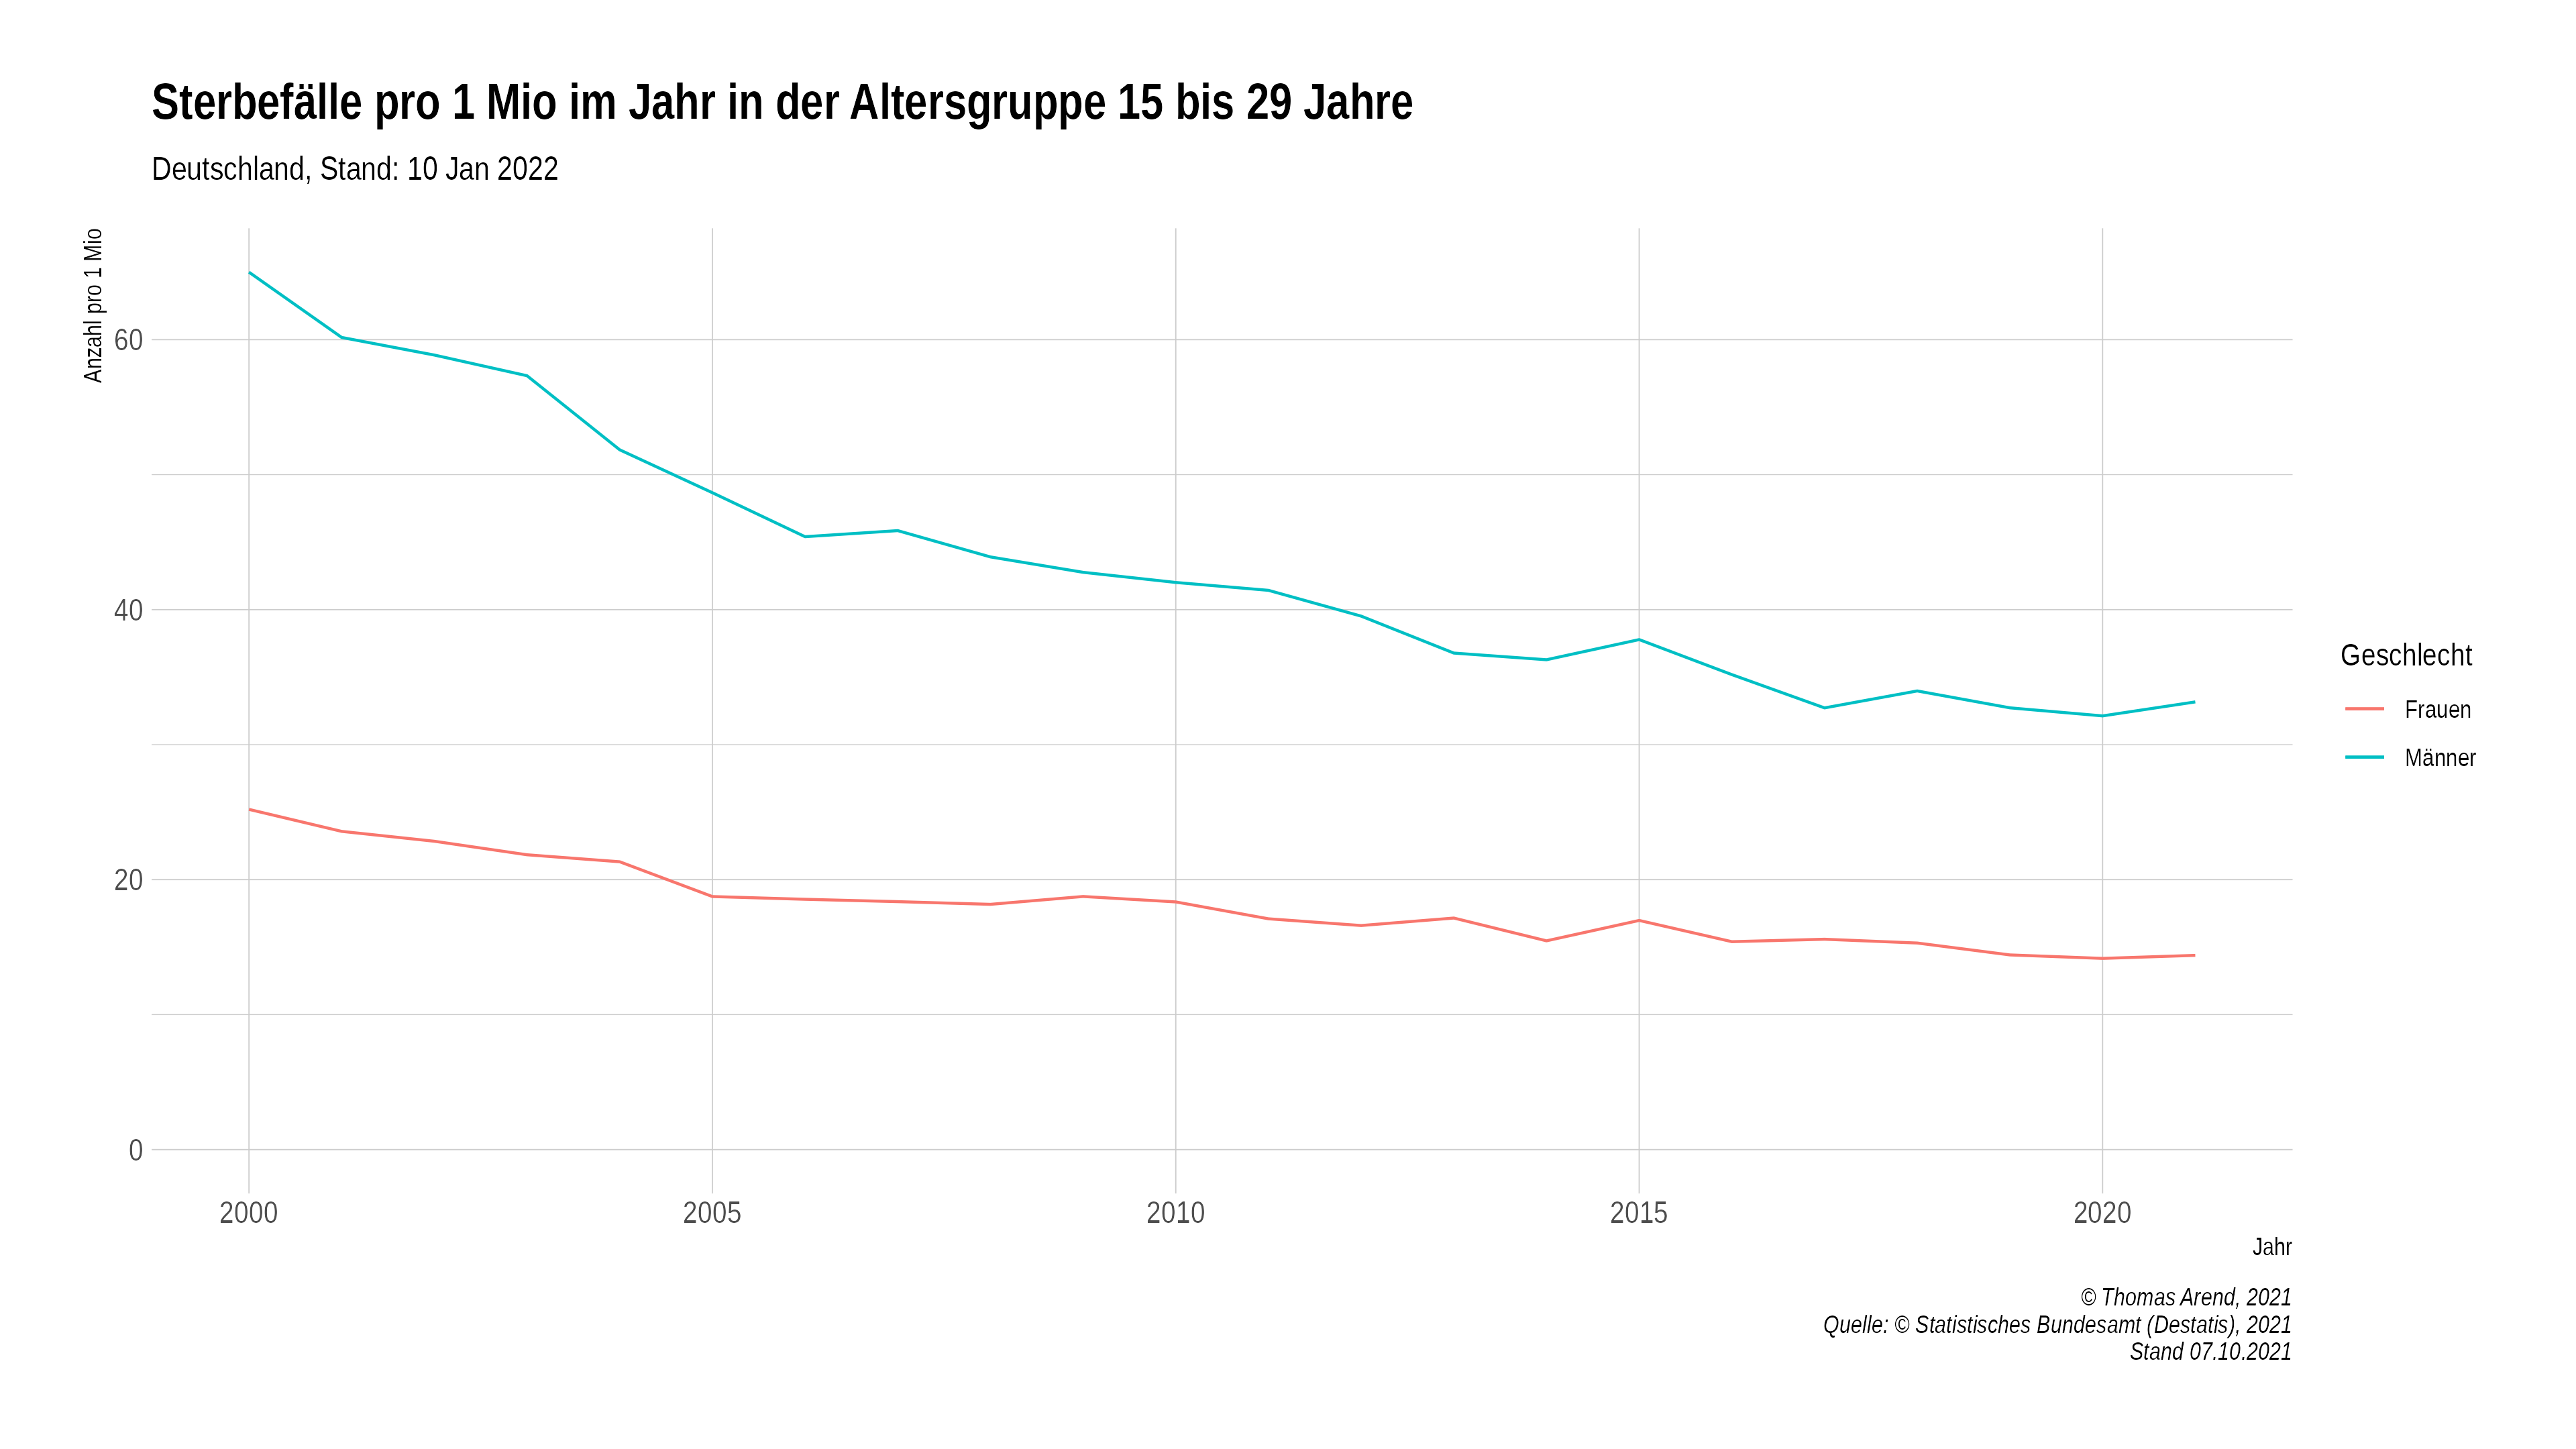 Sterbefälle pro 1 Mio im Jahr in der Altersgruppe 15 bis 29 Jahre
Deutschland, Stand: 10 Jan 2022
Anzahl pro 1 Mio
60
40
20
0
2000
2005
2010
2015
2020
Jahr
Geschlecht
Frauen
Männer
© Thomas Arend, 2021
Quelle: © Statistisches Bundesamt (Destatis), 2021
Stand 07.10.2021